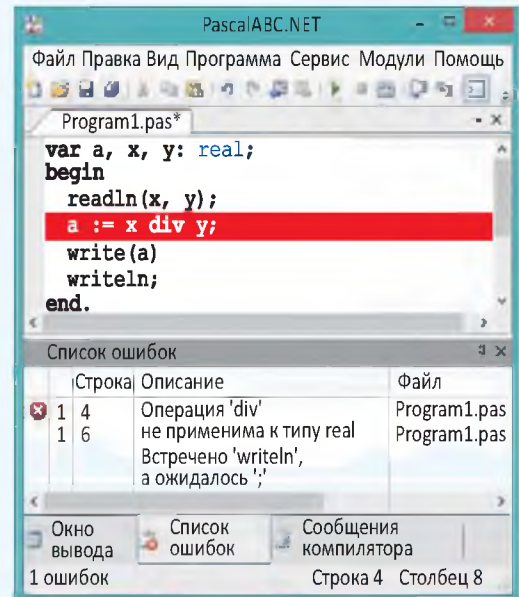 PascalABC.NET
Файл Правка Вид Программа Сервис Модули Помощь
Program1.pas*
var a, x, y: real;
begin
readln(x, y);
a := x div y;
write(a)
writeln;
end.
Список ошибок
Строка Описание Файл
1 4 Операция 'div' Program1.pas
1 6 не применима к типу real Program1.pas
Встречено 'writeln',
а ожидалось ';'
Окно вывода
Список ошибок
Сообщения компилятора
1 ошибок Строка 4 Столбец 8